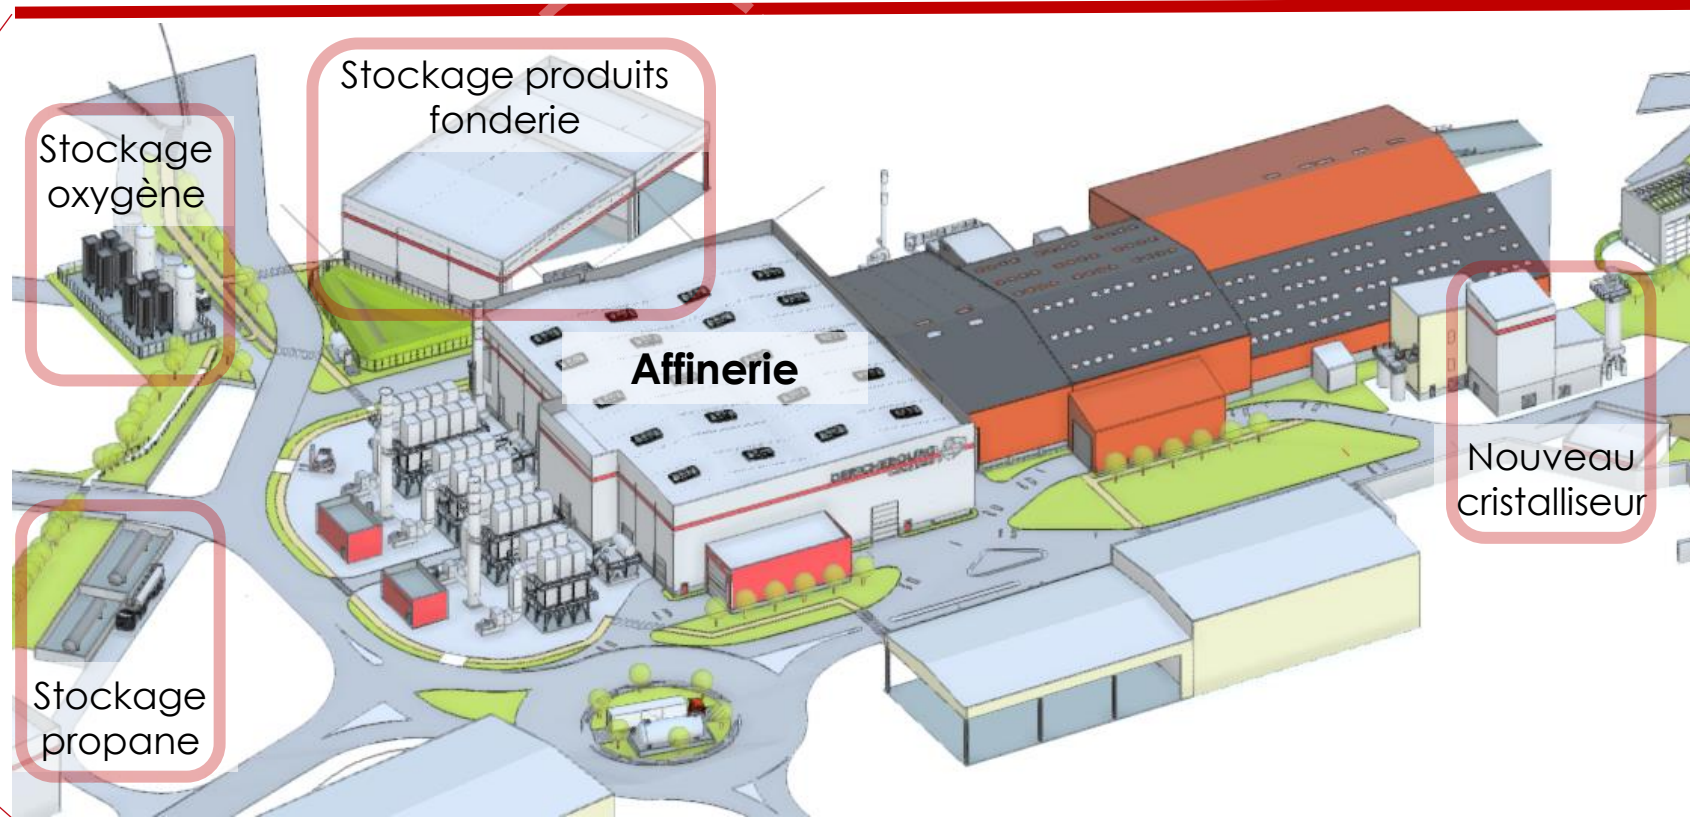 Stockage produits
fonderie
Stockage
oxygène
Affinerie
Nouveau
cristalliseur
Stockage
propane